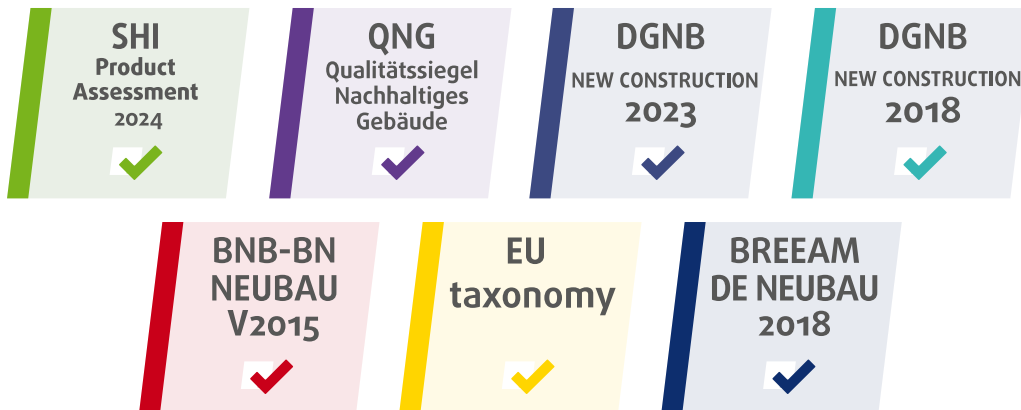 SHI
Product
Assessment
2024
QNG
Qualitätssiegel
Nachhaltiges
Gebäude
DGNB
NEW CONSTRUCTION
2023
DGNB
NEW CONSTRUCTION
2018
BNB-BN
NEUBAU
V2015
EU
taxonomy
BREEAM
DE NEUBAU
2018